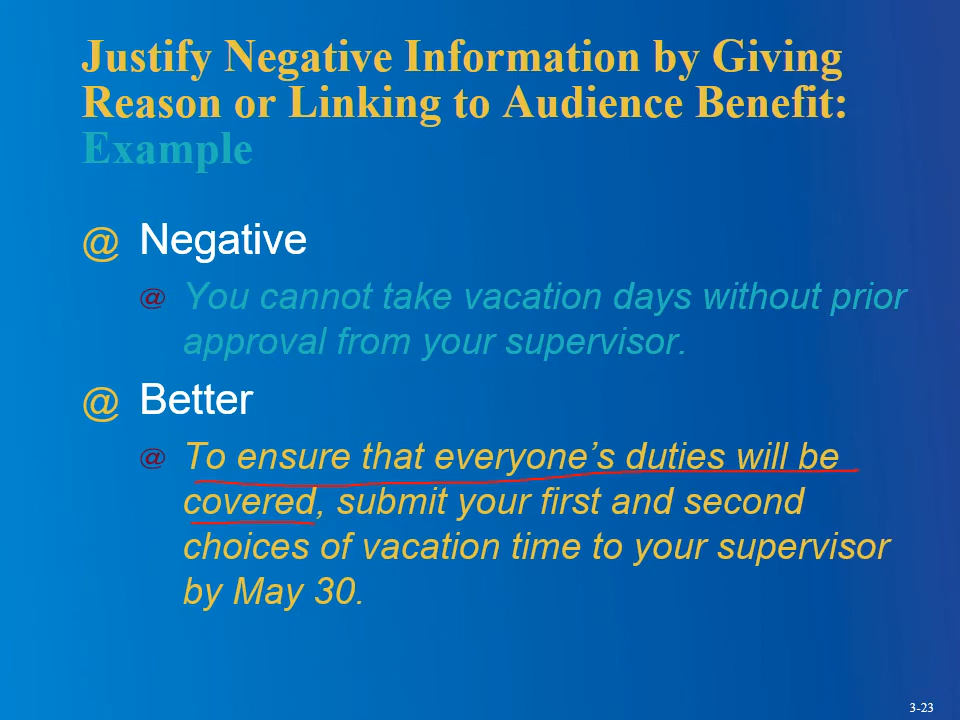 Justify Negative Information by Giving
Reason or Linking to Audience Benefit:
Example
@ Negative
@ You cannot take vacation days without prior
approval from your supervisor.
@ Better
@ To ensure that everyone’s duties will be
covered, submit your first and second
choices of vacation time to your supervisor
by May 30.
3-23